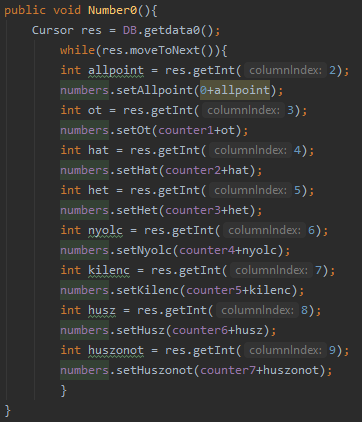 public void Number0(){
Cursor res = DB.getdata0();
while(res.moveToNext()){
int allpoint = res.getInt( columnIndex: 2);
numbers.setAllpoint(0+allpoint);
int ot = res.getInt( columnIndex: 3);
numbers.setOt(counter1+ot);
int hat = res.getInt( columnIndex: 4);
numbers.setHat(counter2+hat);
int het = res.getInt( columnIndex: 5);
numbers.setHet(counter3+het);
int nyolc = res.getInt( columnIndex: 6);
numbers.setNyolc(counter4+nyolc);
int kilenc = res.getInt( columnIndex: 7);
numbers.setKilenc(counter5+kilenc);
int husz = res.getInt( columnIndex: 8);
numbers.setHusz(counter6+husz);
int huszonot = res.getInt( columnIndex: 9);
numbers.setHuszonot(counter7+huszonot);
}
}